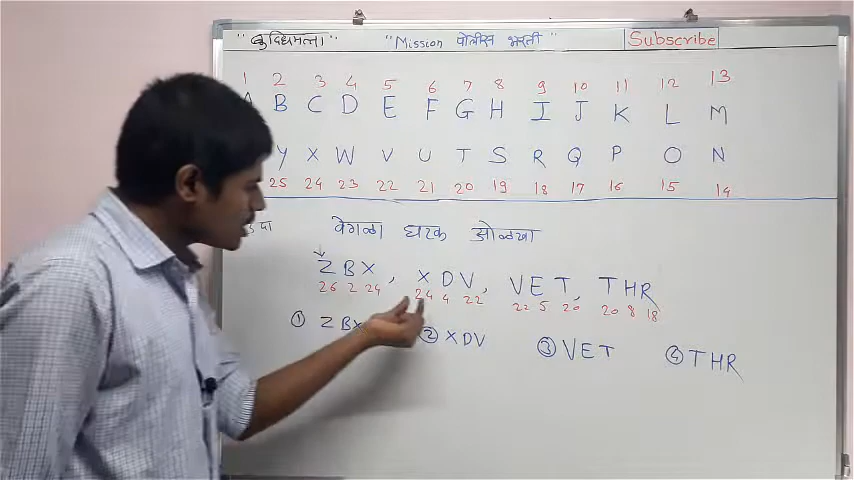 "बुद्धिमत्ता" "Mission पोलीस भरती" Subscribe
1 2 3 4 5 6 7 8 9 10 11 12 13
A B C D E F G H I J K L M
Y X W V U T S R Q P O N
25 24 23 22 21 20 19 18 17 16 15 14
वेगळा घटक ओळखा
ZBX, XDV, VET, THR
26 2 24 24 4 22 22 5 20 20 8 18
① ZBX ② XDV ③ VET ④ THR